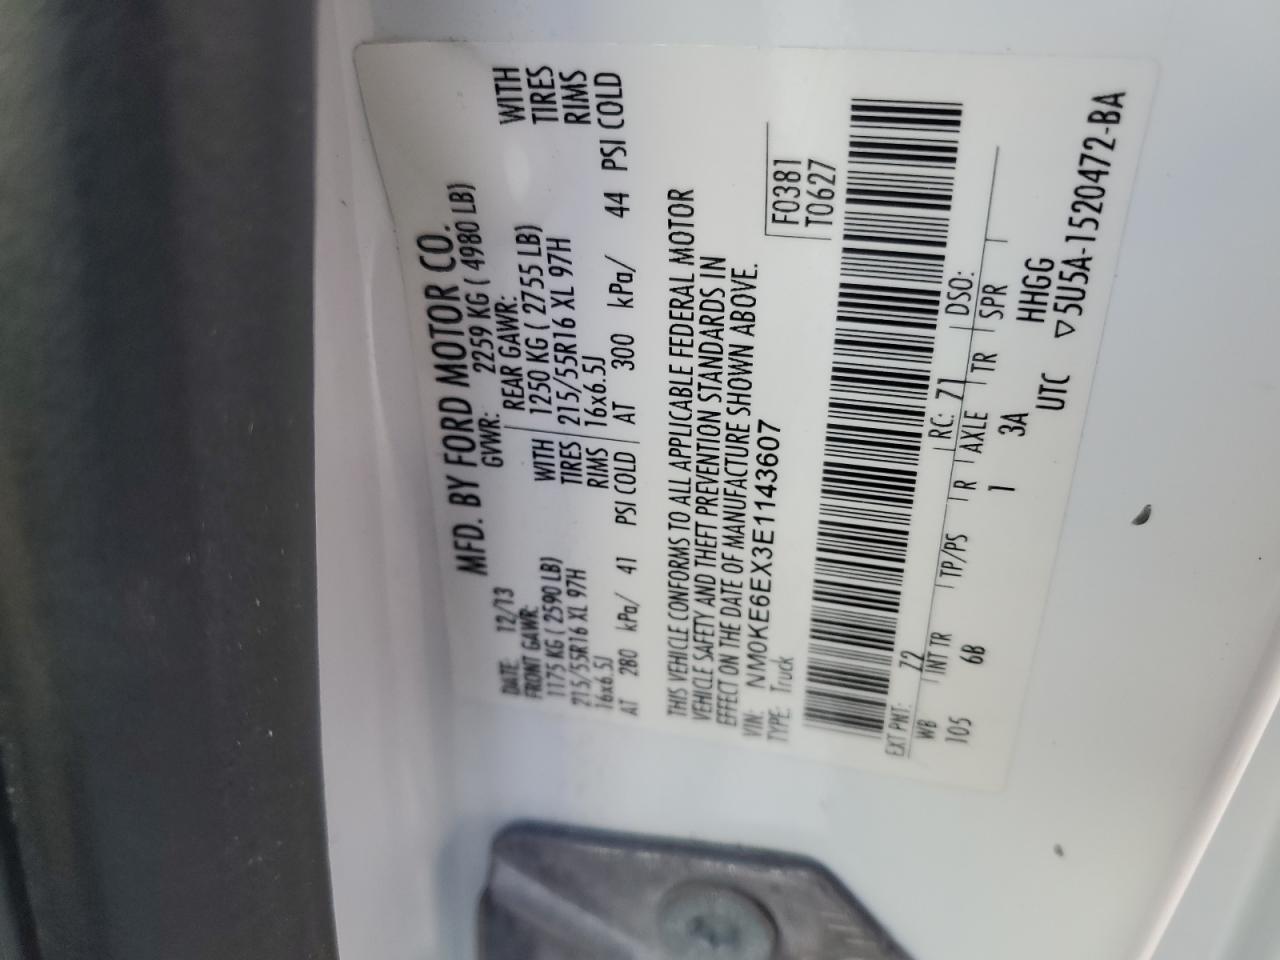 MFD. BY FORD MOTOR CO.
DATE: 12/13 GVWR: 2259 KG ( 4980 LB)
FRONT GAWR: REAR GAWR:
1175 KG ( 2590 LB) WITH 1250 KG ( 2755 LB) WITH
215/55R16 XL 97H TIRES 215/55R16 XL 97H TIRES
16x6.5J RIMS 16x6.5J RIMS
AT 280 kPa/ 41 PSI COLD AT 300 kPa/ 44 PSI COLD
THIS VEHICLE CONFORMS TO ALL APPLICABLE FEDERAL MOTOR
VEHICLE SAFETY AND THEFT PREVENTION STANDARDS IN
EFFECT ON THE DATE OF MANUFACTURE SHOWN ABOVE.
VIN: NM0KE6EX3E1143607 F0381
TYPE: Truck T0627
EXT PNT: Z2 RC: 71 DSO:
WB INT TR TP/PS R AXLE TR SPR
105 6B 1 3A HHGG
UTC ▽5U5A-1520472-BA